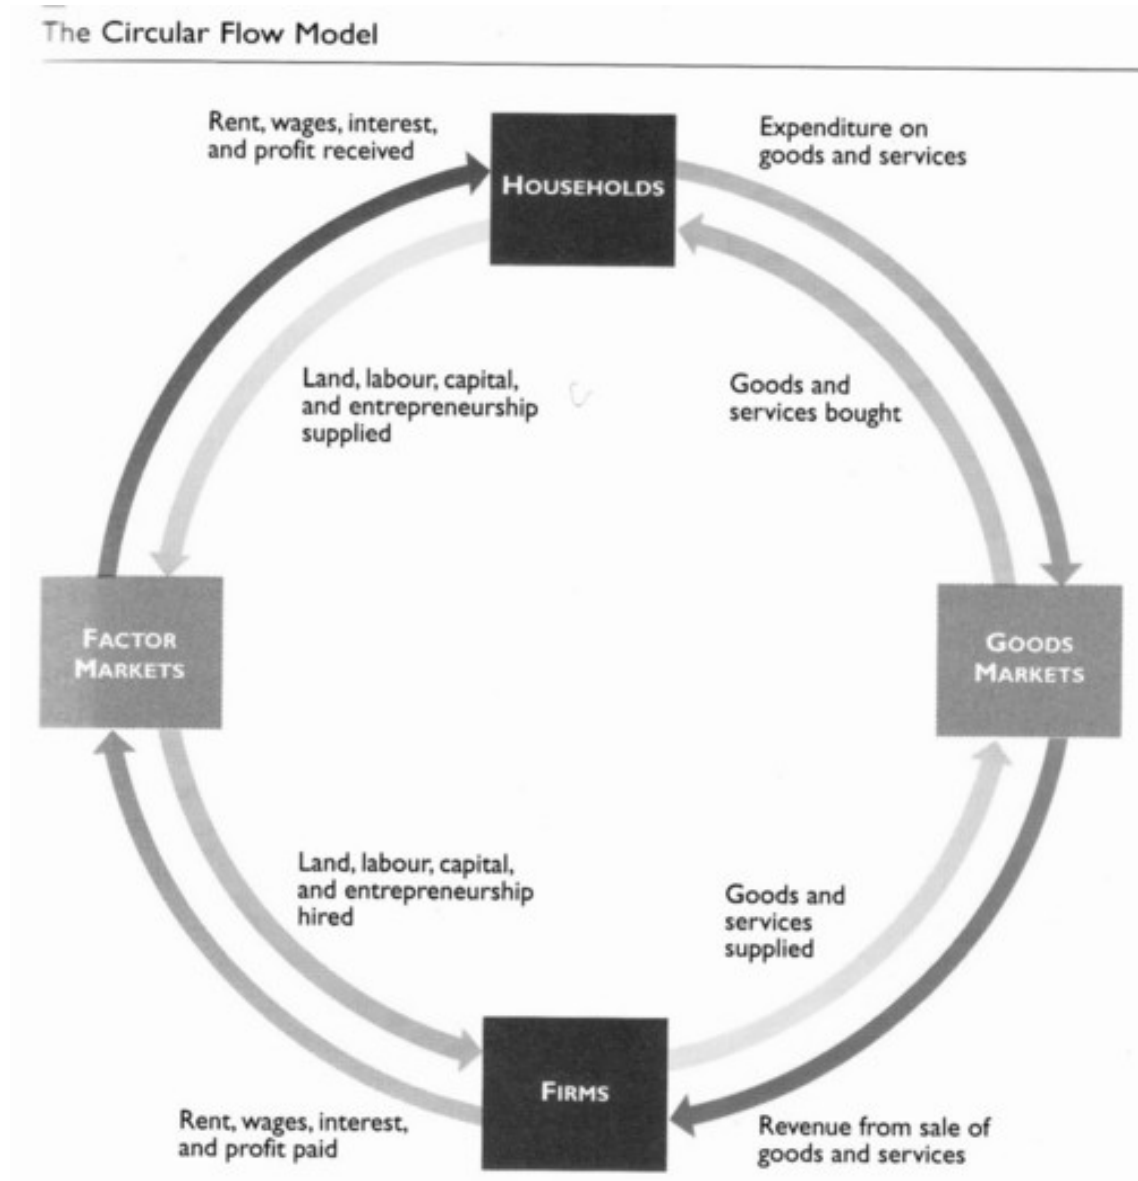 The Circular Flow Model
Rent, wages, interest,
and profit received
HOUSEHOLDS
Expenditure on
goods and services
Land, labour, capital,
and entrepreneurship
supplied
Goods and
services bought
FACTOR
MARKETS
GOODS
MARKETS
Land, labour, capital,
and entrepreneurship
hired
Goods and
services
supplied
FIRMS
Rent, wages, interest,
and profit paid
Revenue from sale of
goods and services